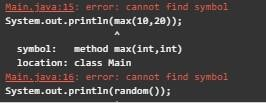 Main.java:15: error: cannot find symbol
System.out.println(max(10,20));
^
symbol:   method max(int,int)
location: class Main
Main.java:16: error: cannot find symbol
System.out.println(random());